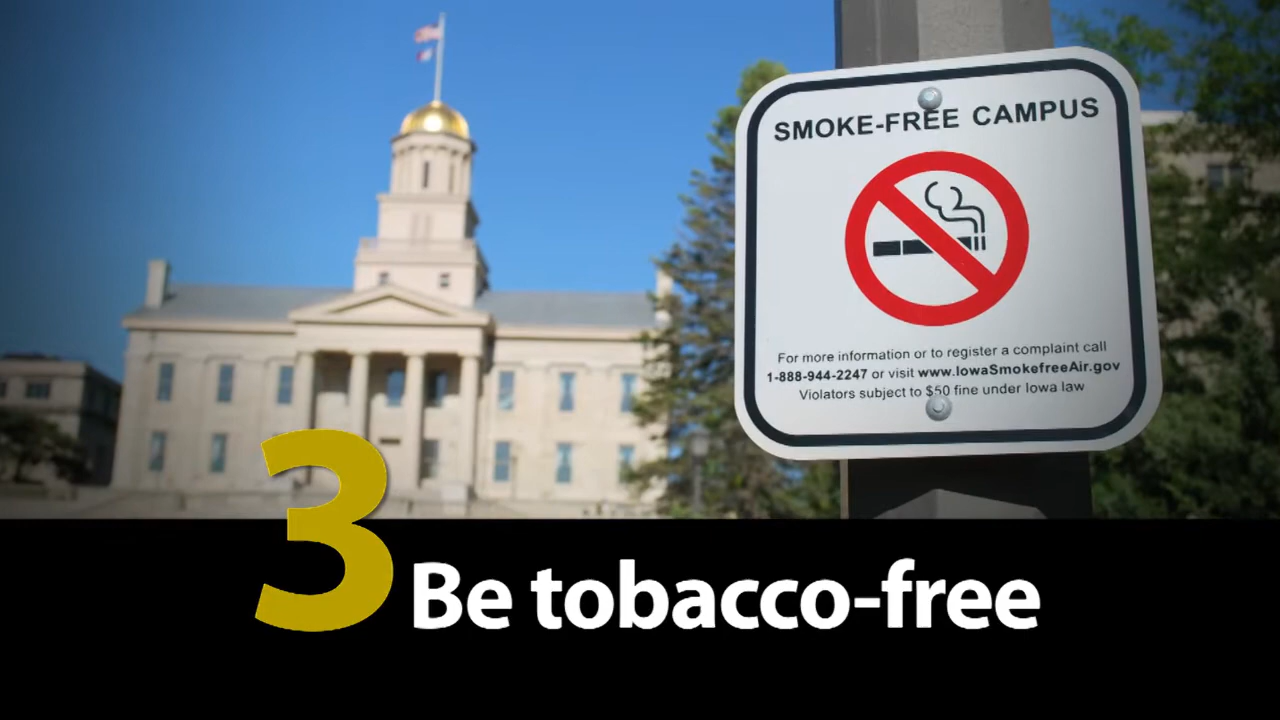 SMOKE-FREE CAMPUS
For more information or to register a complaint call
1-888-944-2247 or visit www.IowaSmokefreeAir.gov
Violators subject to $50 fine under Iowa law
3 Be tobacco-free